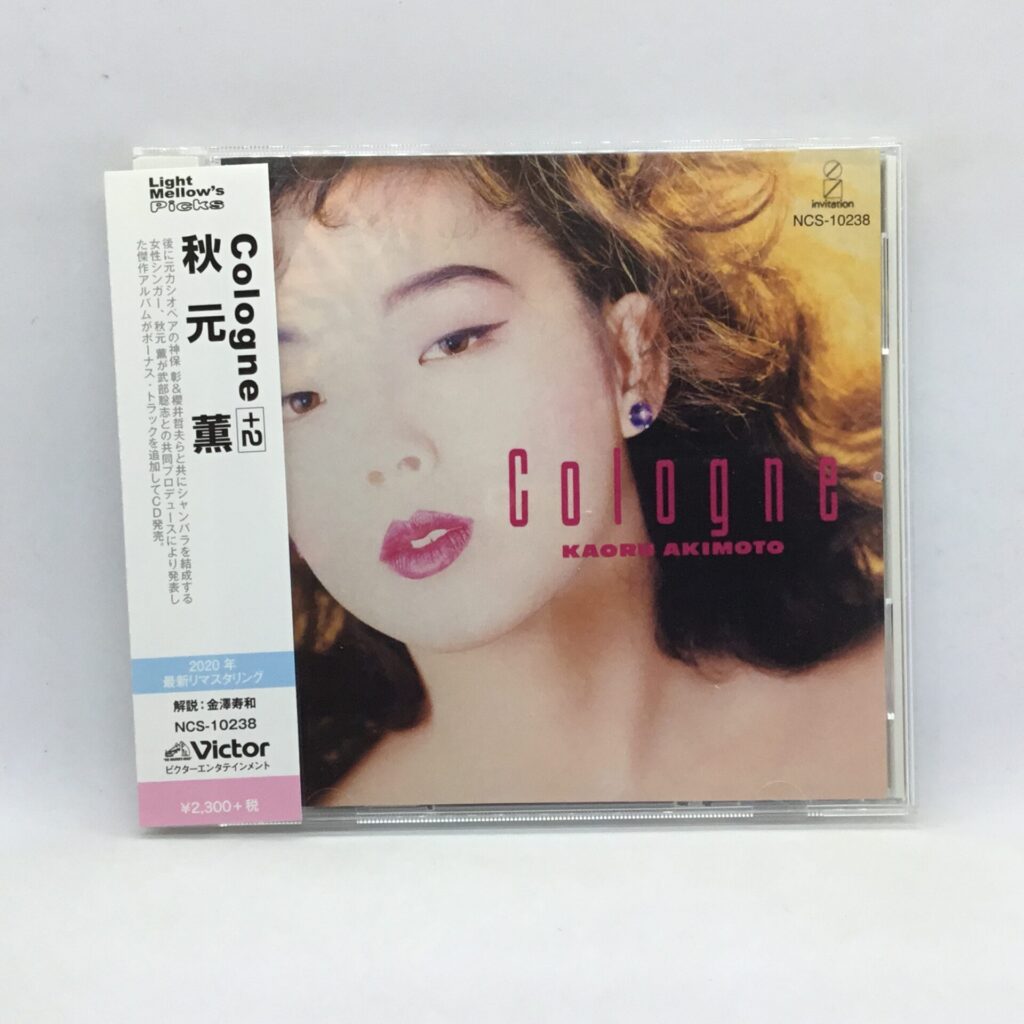 Light
Mellow's
Picks
Cologne +2
秋元 薫
後に元カシオペアの神保 彰&櫻井哲夫らと共にシャンバラを結成する
女性シンガー、秋元 薫が武部聡志との共同プロデュースにより発表し
た傑作アルバムがボーナス・トラックを追加してCD発売。
2020年
最新リマスタリング
解説:金澤寿和
NCS-10238
Victor
ビクターエンタテインメント
¥2,300+税
invitation
NCS-10238
Cologne
KAORU AKIMOTO